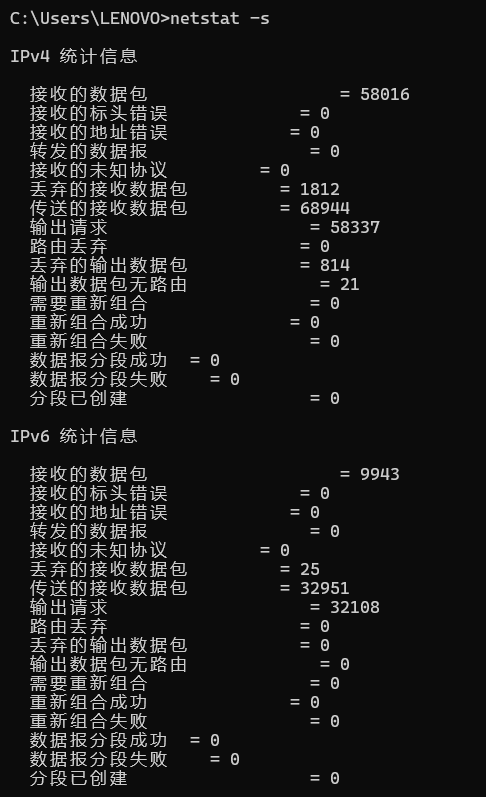 C:\Users\LENOVO>netstat -s
IPv4 统计信息
接收的数据包 = 58016
接收的标头错误 = 0
接收的地址错误 = 0
转发的数据报 = 0
接收的未知协议 = 0
丢弃的接收数据包 = 1812
传送的接收数据包 = 68944
输出请求 = 58337
路由丢弃 = 0
丢弃的输出数据包 = 814
输出数据包无路由 = 21
需要重新组合 = 0
重新组合成功 = 0
重新组合失败 = 0
数据报分段成功 = 0
数据报分段失败 = 0
分段已创建 = 0
IPv6 统计信息
接收的数据包 = 9943
接收的标头错误 = 0
接收的地址错误 = 0
转发的数据报 = 0
接收的未知协议 = 0
丢弃的接收数据包 = 25
传送的接收数据包 = 32951
输出请求 = 32108
路由丢弃 = 0
丢弃的输出数据包 = 0
输出数据包无路由 = 0
需要重新组合 = 0
重新组合成功 = 0
重新组合失败 = 0
数据报分段成功 = 0
数据报分段失败 = 0
分段已创建 = 0